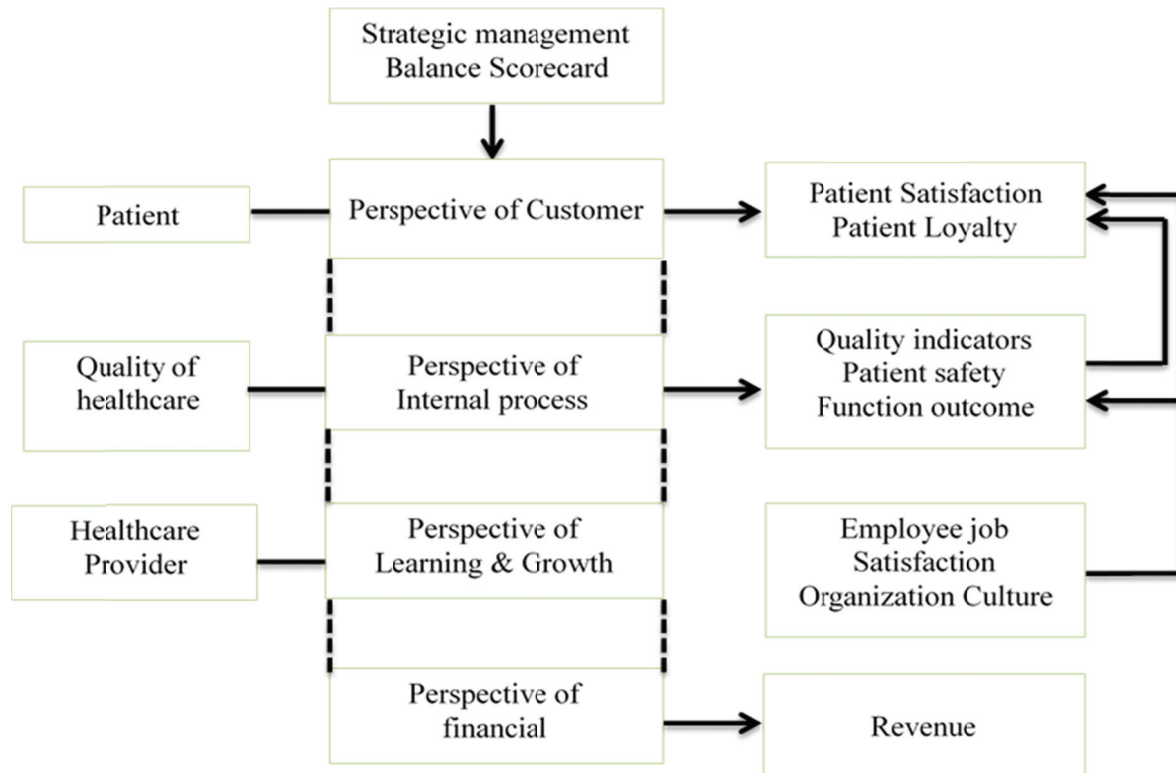 Strategic management
Balance Scorecard
Patient
Perspective of Customer
Patient Satisfaction
Patient Loyalty
Quality of
healthcare
Perspective of
Internal process
Quality indicators
Patient safety
Function outcome
Healthcare
Provider
Perspective of
Learning & Growth
Employee job
Satisfaction
Organization Culture
Perspective of
financial
Revenue